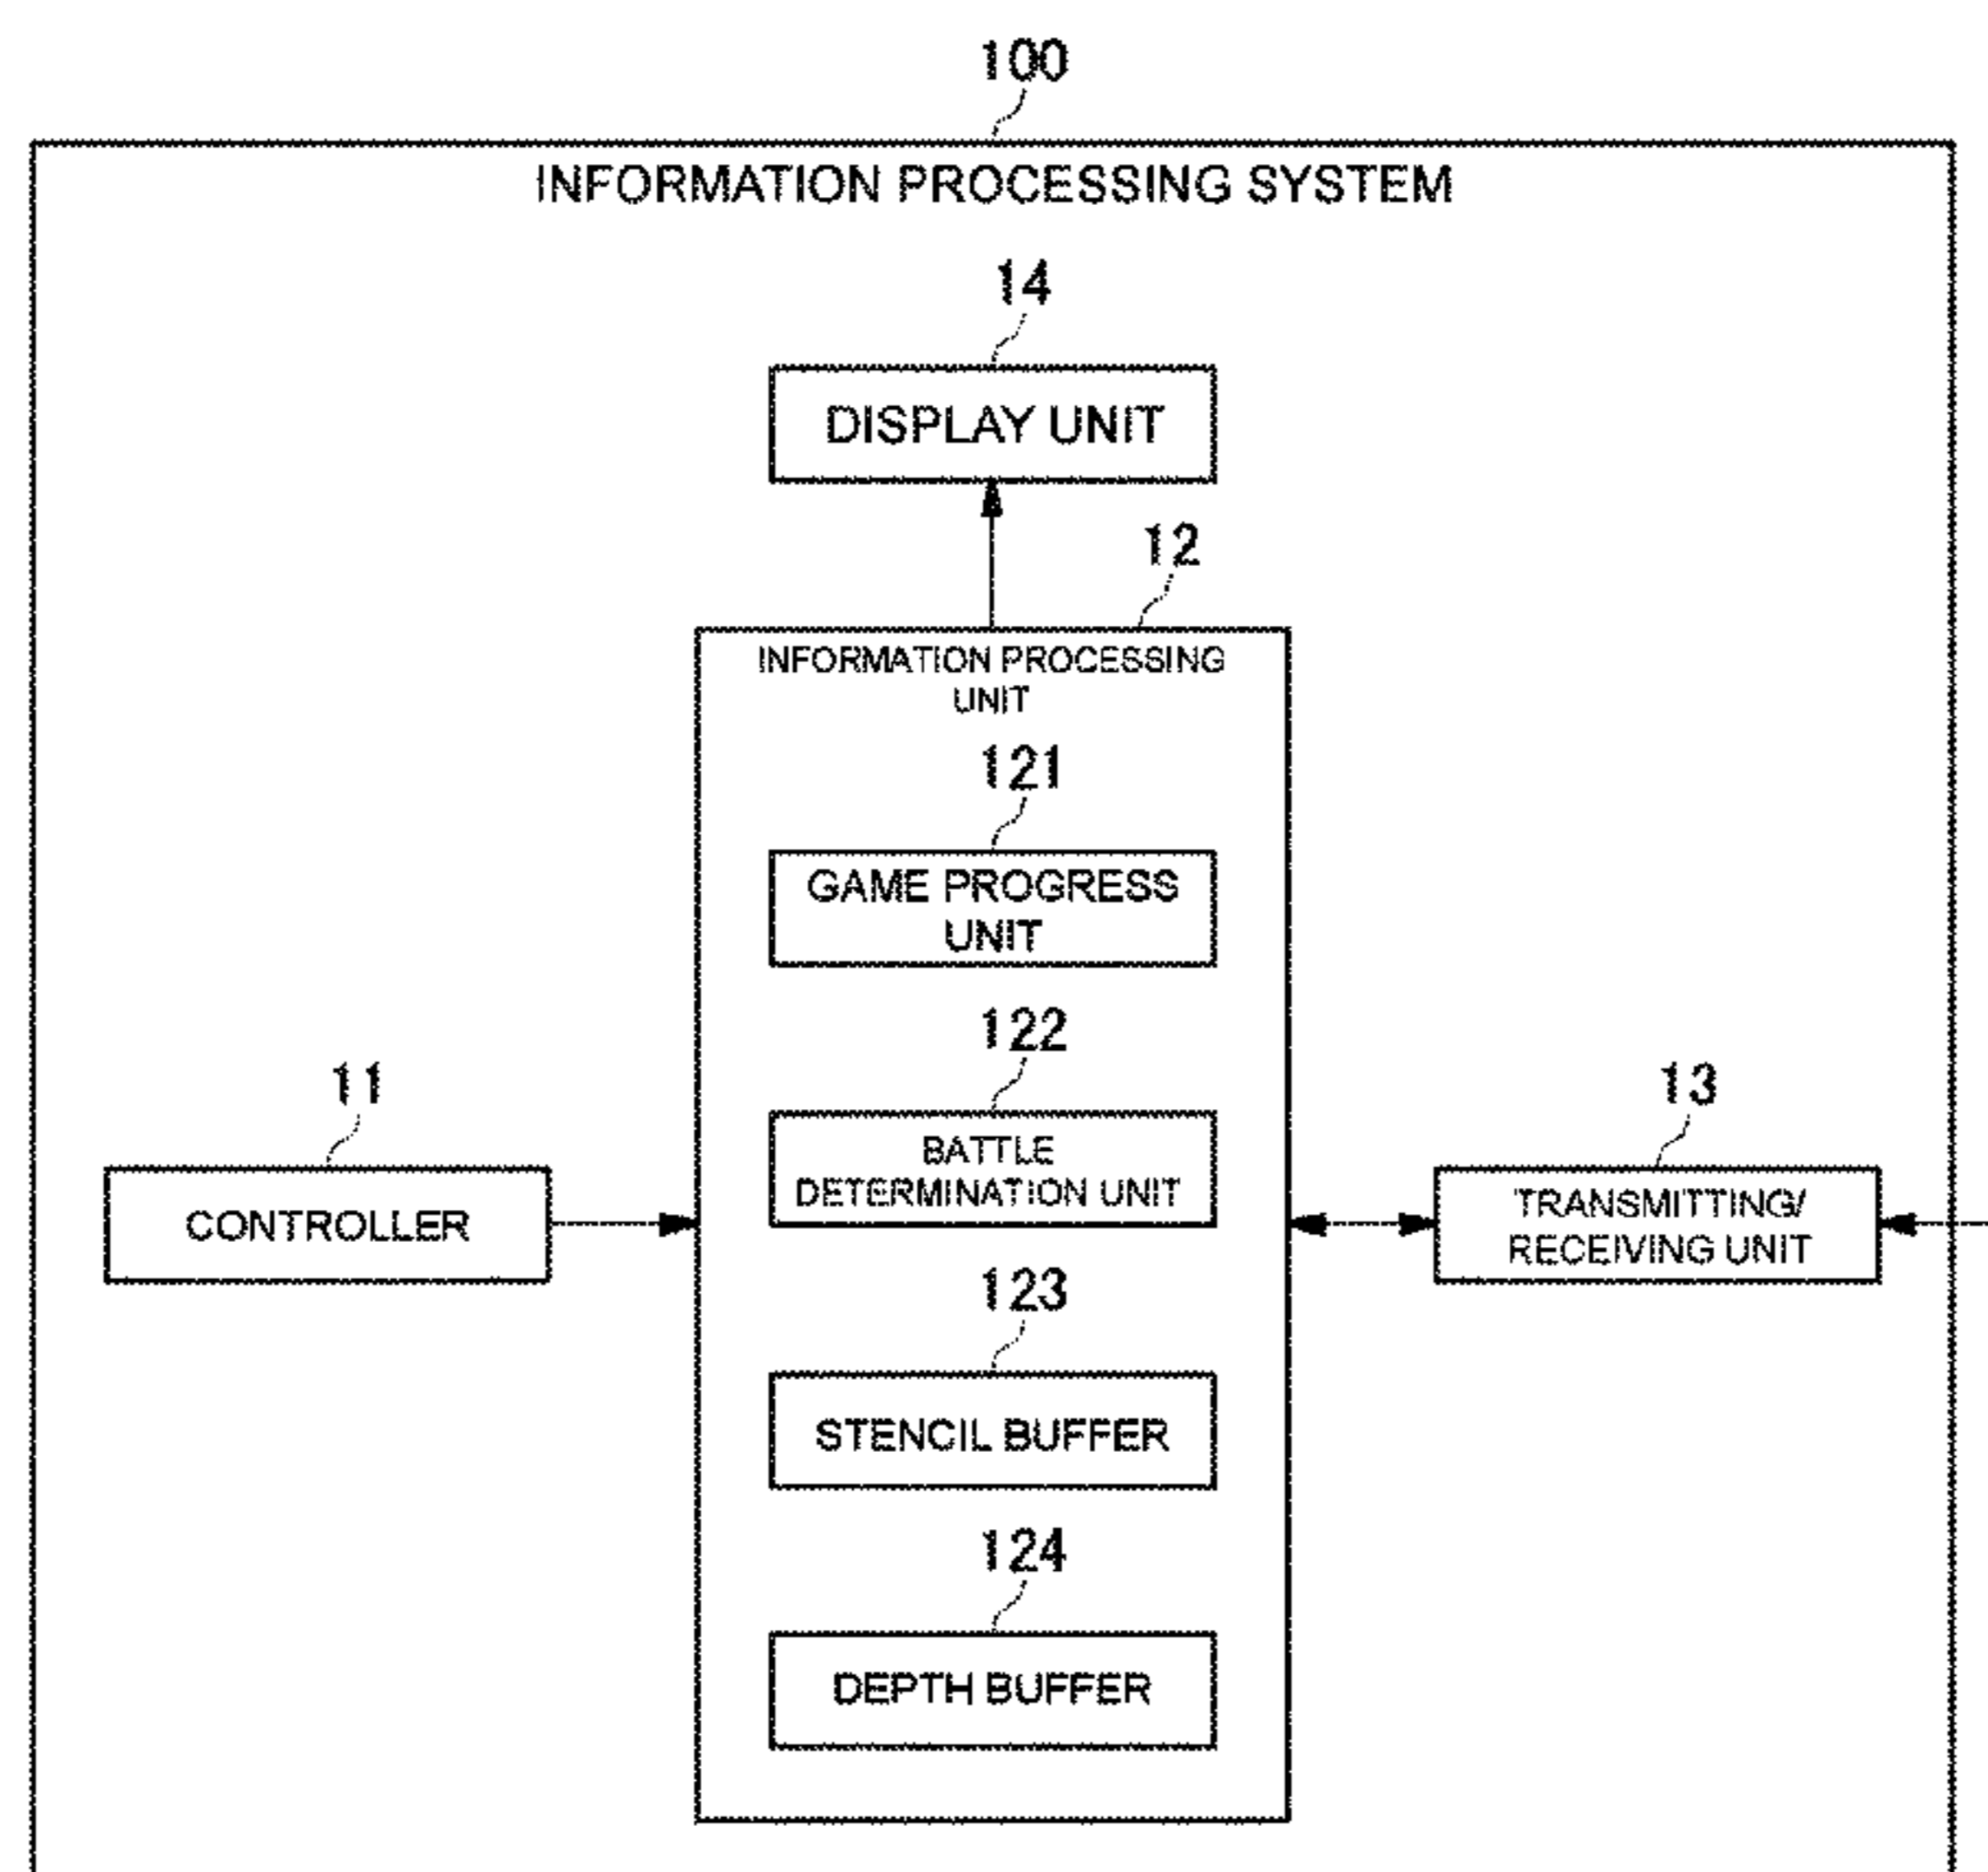 100
INFORMATION PROCESSING SYSTEM
14
DISPLAY UNIT
12
INFORMATION PROCESSING
UNIT
121
GAME PROGRESS
UNIT
122
BATTLE
DETERMINATION UNIT
11
CONTROLLER
13
TRANSMITTING/
RECEIVING UNIT
123
STENCIL BUFFER
124
DEPTH BUFFER